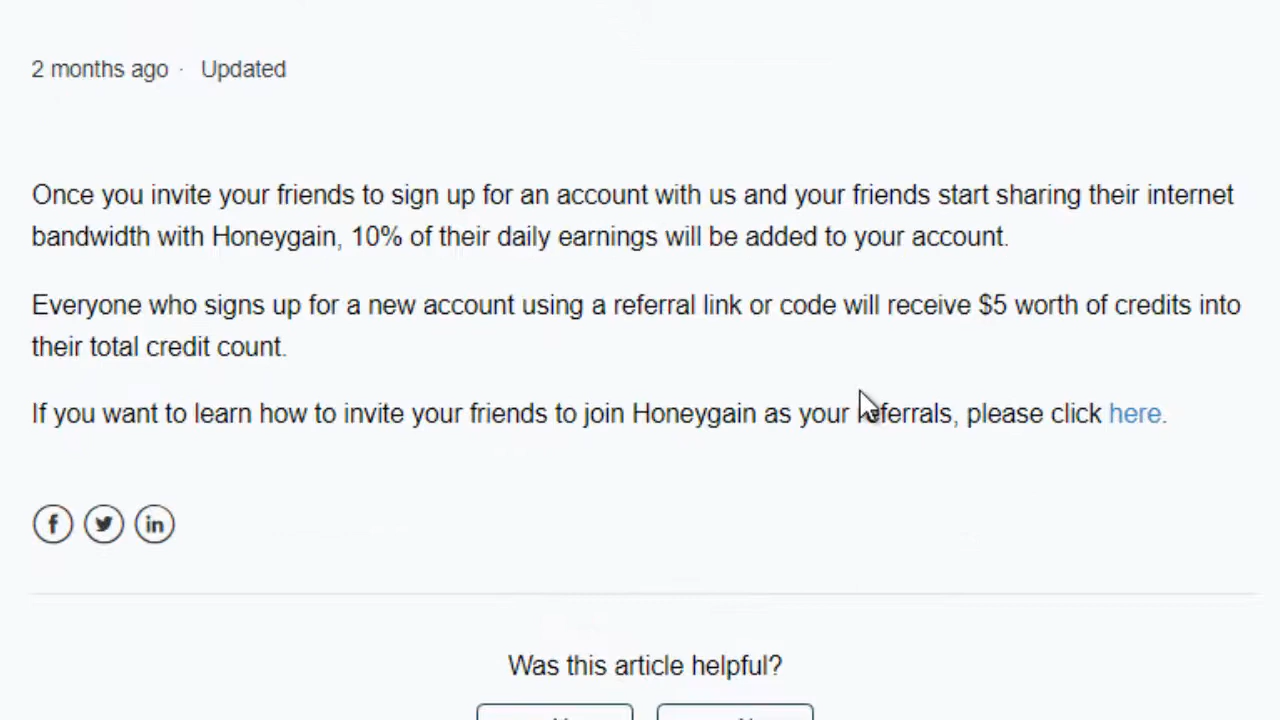 2 months ago · Updated
Once you invite your friends to sign up for an account with us and your friends start sharing their internet
bandwidth with Honeygain, 10% of their daily earnings will be added to your account.
Everyone who signs up for a new account using a referral link or code will receive $5 worth of credits into
their total credit count.
If you want to learn how to invite your friends to join Honeygain as your referrals, please click here.
f in
Was this article helpful?